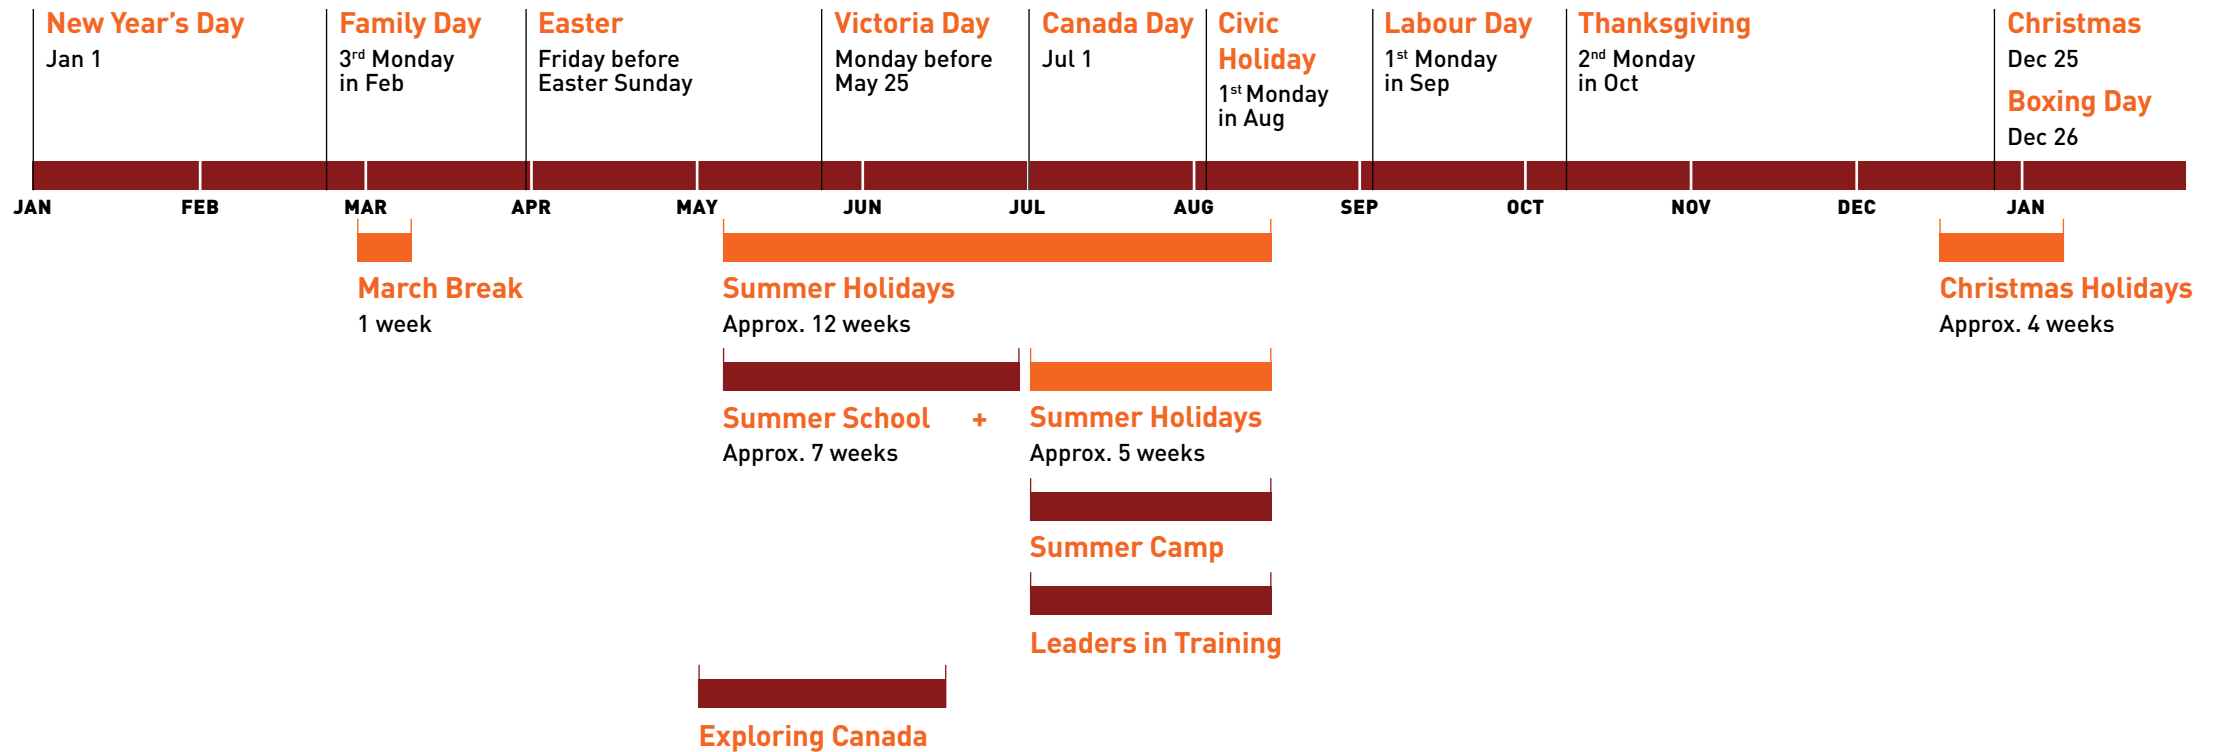 New Year’s Day
Jan 1
Family Day
3rd Monday
in Feb
Easter
Friday before
Easter Sunday
Victoria Day
Monday before
May 25
Canada Day
Jul 1
Civic
Holiday
1st Monday
in Aug
Labour Day
1st Monday
in Sep
Thanksgiving
2nd Monday
in Oct
Christmas
Dec 25
Boxing Day
Dec 26
JAN FEB MAR APR MAY JUN JUL AUG SEP OCT NOV DEC JAN
March Break
1 week
Summer Holidays
Approx. 12 weeks
Christmas Holidays
Approx. 4 weeks
Summer School + Summer Holidays
Approx. 7 weeks Approx. 5 weeks
Summer Camp
Leaders in Training
Exploring Canada